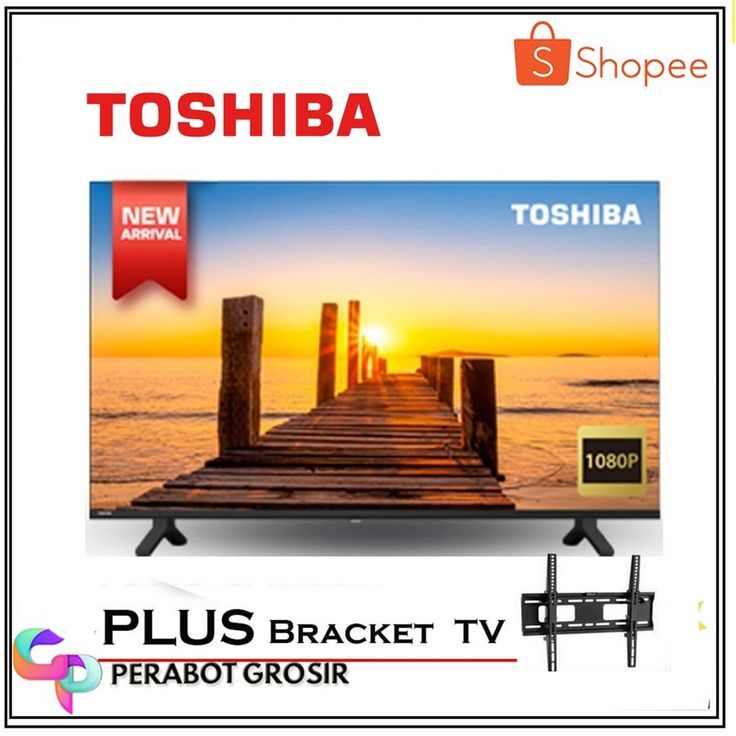 S Shopee
TOSHIBA
NEW
ARRIVAL
TOSHIBA
1080P
PLUS BRACKET TV
PERABOT GROSIR